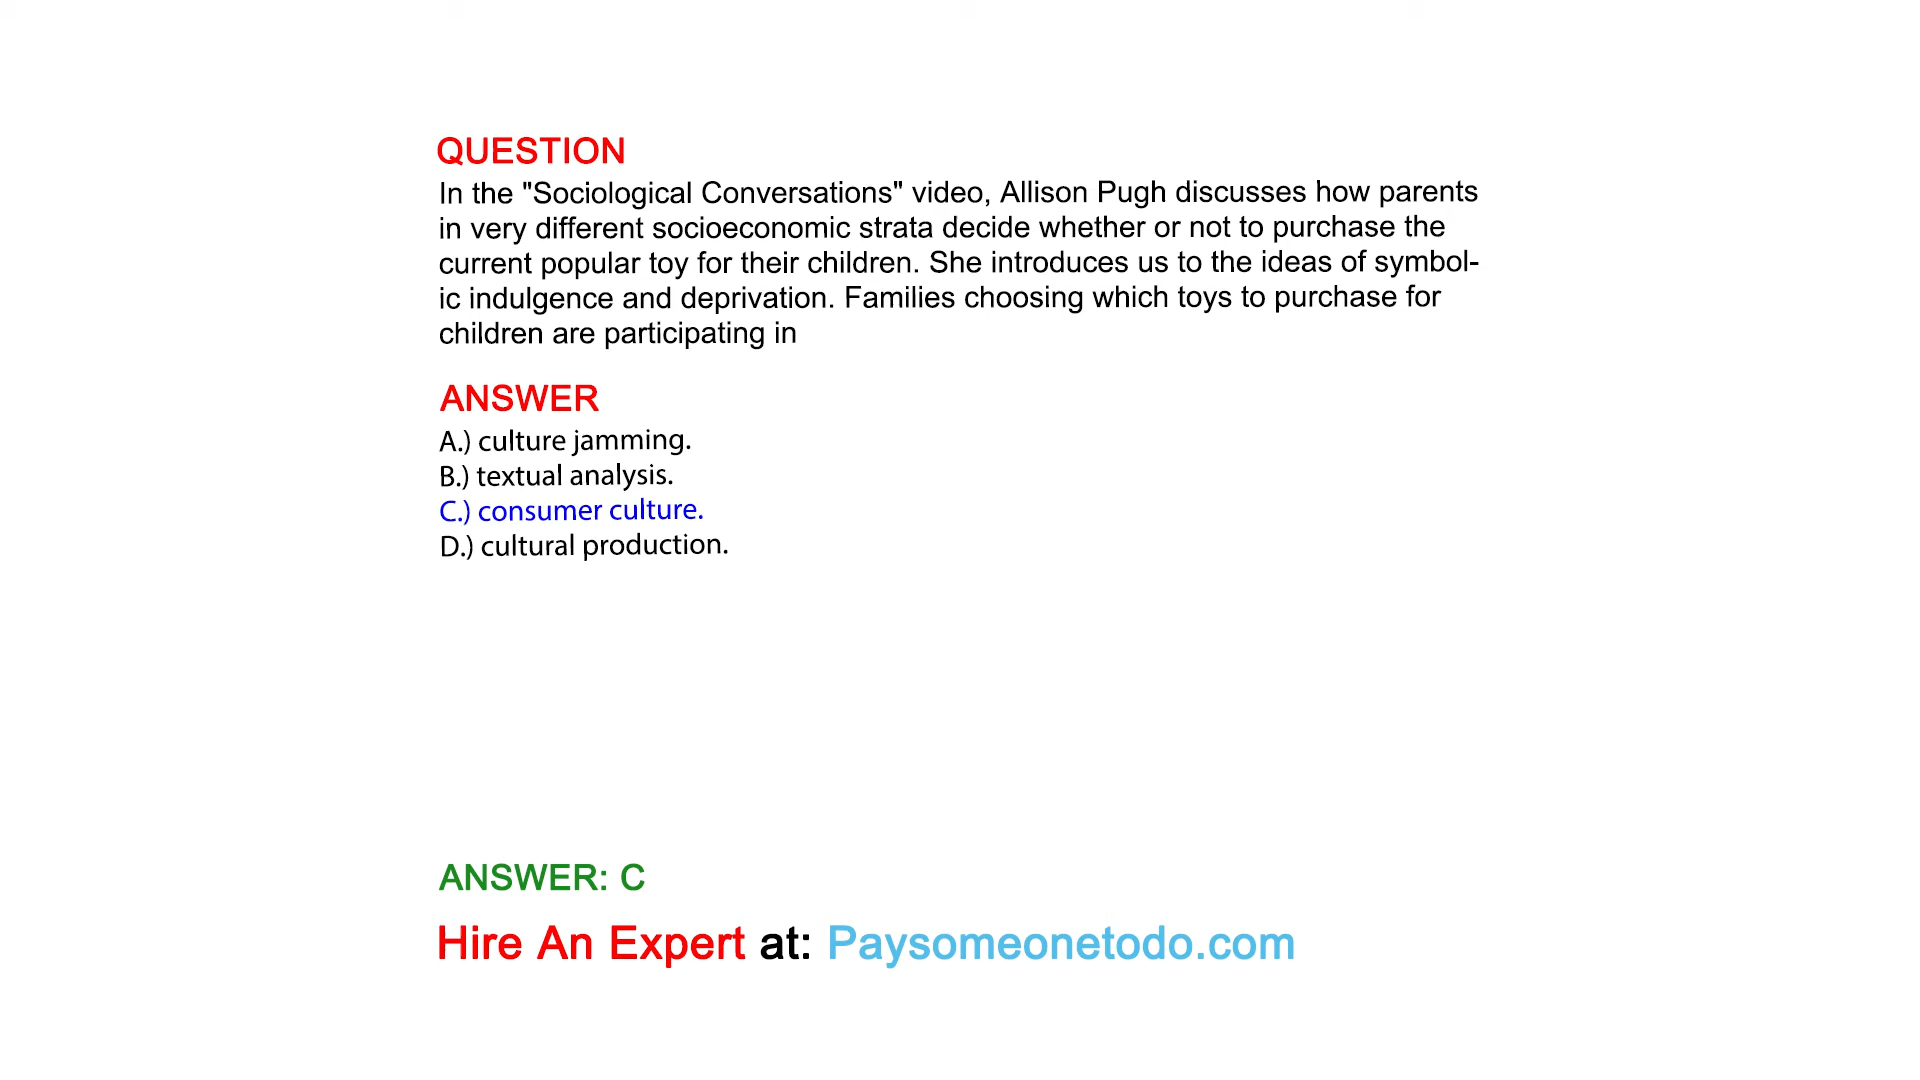 QUESTION
In the "Sociological Conversations" video, Allison Pugh discusses how parents
in very different socioeconomic strata decide whether or not to purchase the
current popular toy for their children. She introduces us to the ideas of symbol-
ic indulgence and deprivation. Families choosing which toys to purchase for
children are participating in
ANSWER
A.) culture jamming.
B.) textual analysis.
C.) consumer culture.
D.) cultural production.
ANSWER: C
Hire An Expert at: Paysomeonetodo.com